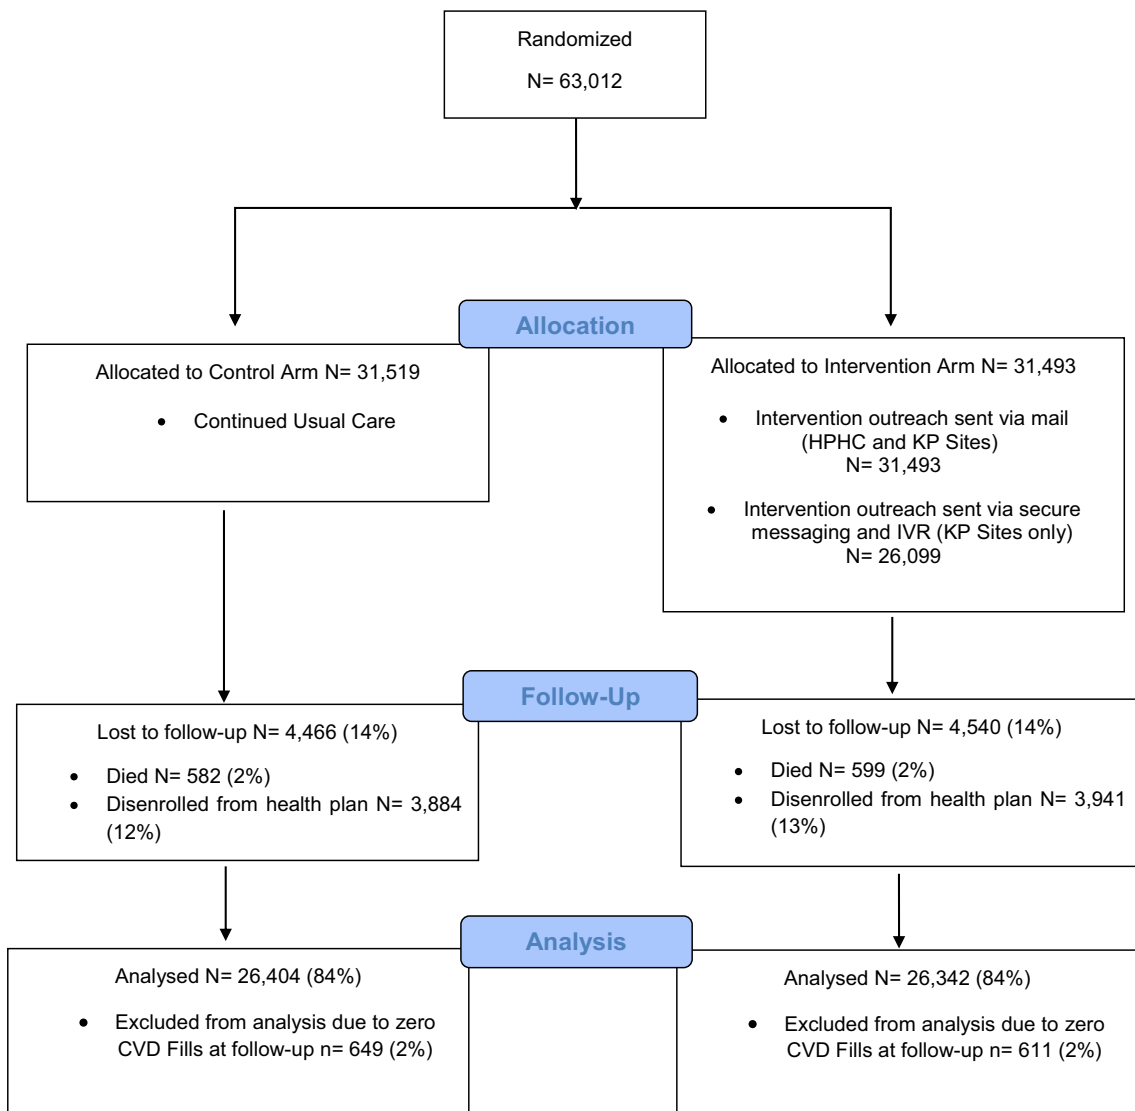 Randomized
N= 63,012
Allocation
Allocated to Control Arm N= 31,519
• Continued Usual Care
Allocated to Intervention Arm N= 31,493
• Intervention outreach sent via mail
(HPHC and KP Sites)
N= 31,493
• Intervention outreach sent via secure
messaging and IVR (KP Sites only)
N= 26,099
Follow-Up
Lost to follow-up N= 4,466 (14%)
• Died N= 582 (2%)
• Disenrolled from health plan N= 3,884
(12%)
Lost to follow-up N= 4,540 (14%)
• Died N= 599 (2%)
• Disenrolled from health plan N= 3,941
(13%)
Analysis
Analysed N= 26,404 (84%)
• Excluded from analysis due to zero
CVD Fills at follow-up n= 649 (2%)
Analysed N= 26,342 (84%)
• Excluded from analysis due to zero
CVD Fills at follow-up n= 611 (2%)